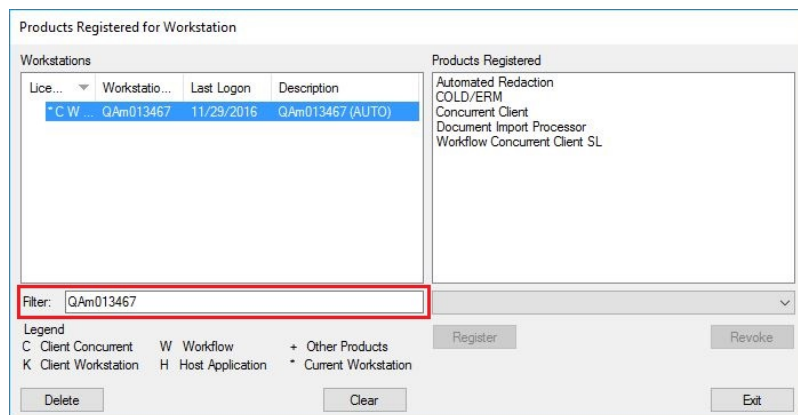 Products Registered for Workstation
Workstations
Products Registered
Lice... Workstatio... Last Logon Description
*C W ... QAm013467 11/29/2016 QAm013467 (AUTO)
Automated Redaction
COLD/ERM
Concurrent Client
Document Import Processor
Workflow Concurrent Client SL
Filter: QAm013467
Legend
C Client Concurrent W Workflow + Other Products
K Client Workstation H Host Application * Current Workstation
Register Revoke
Delete Clear Exit